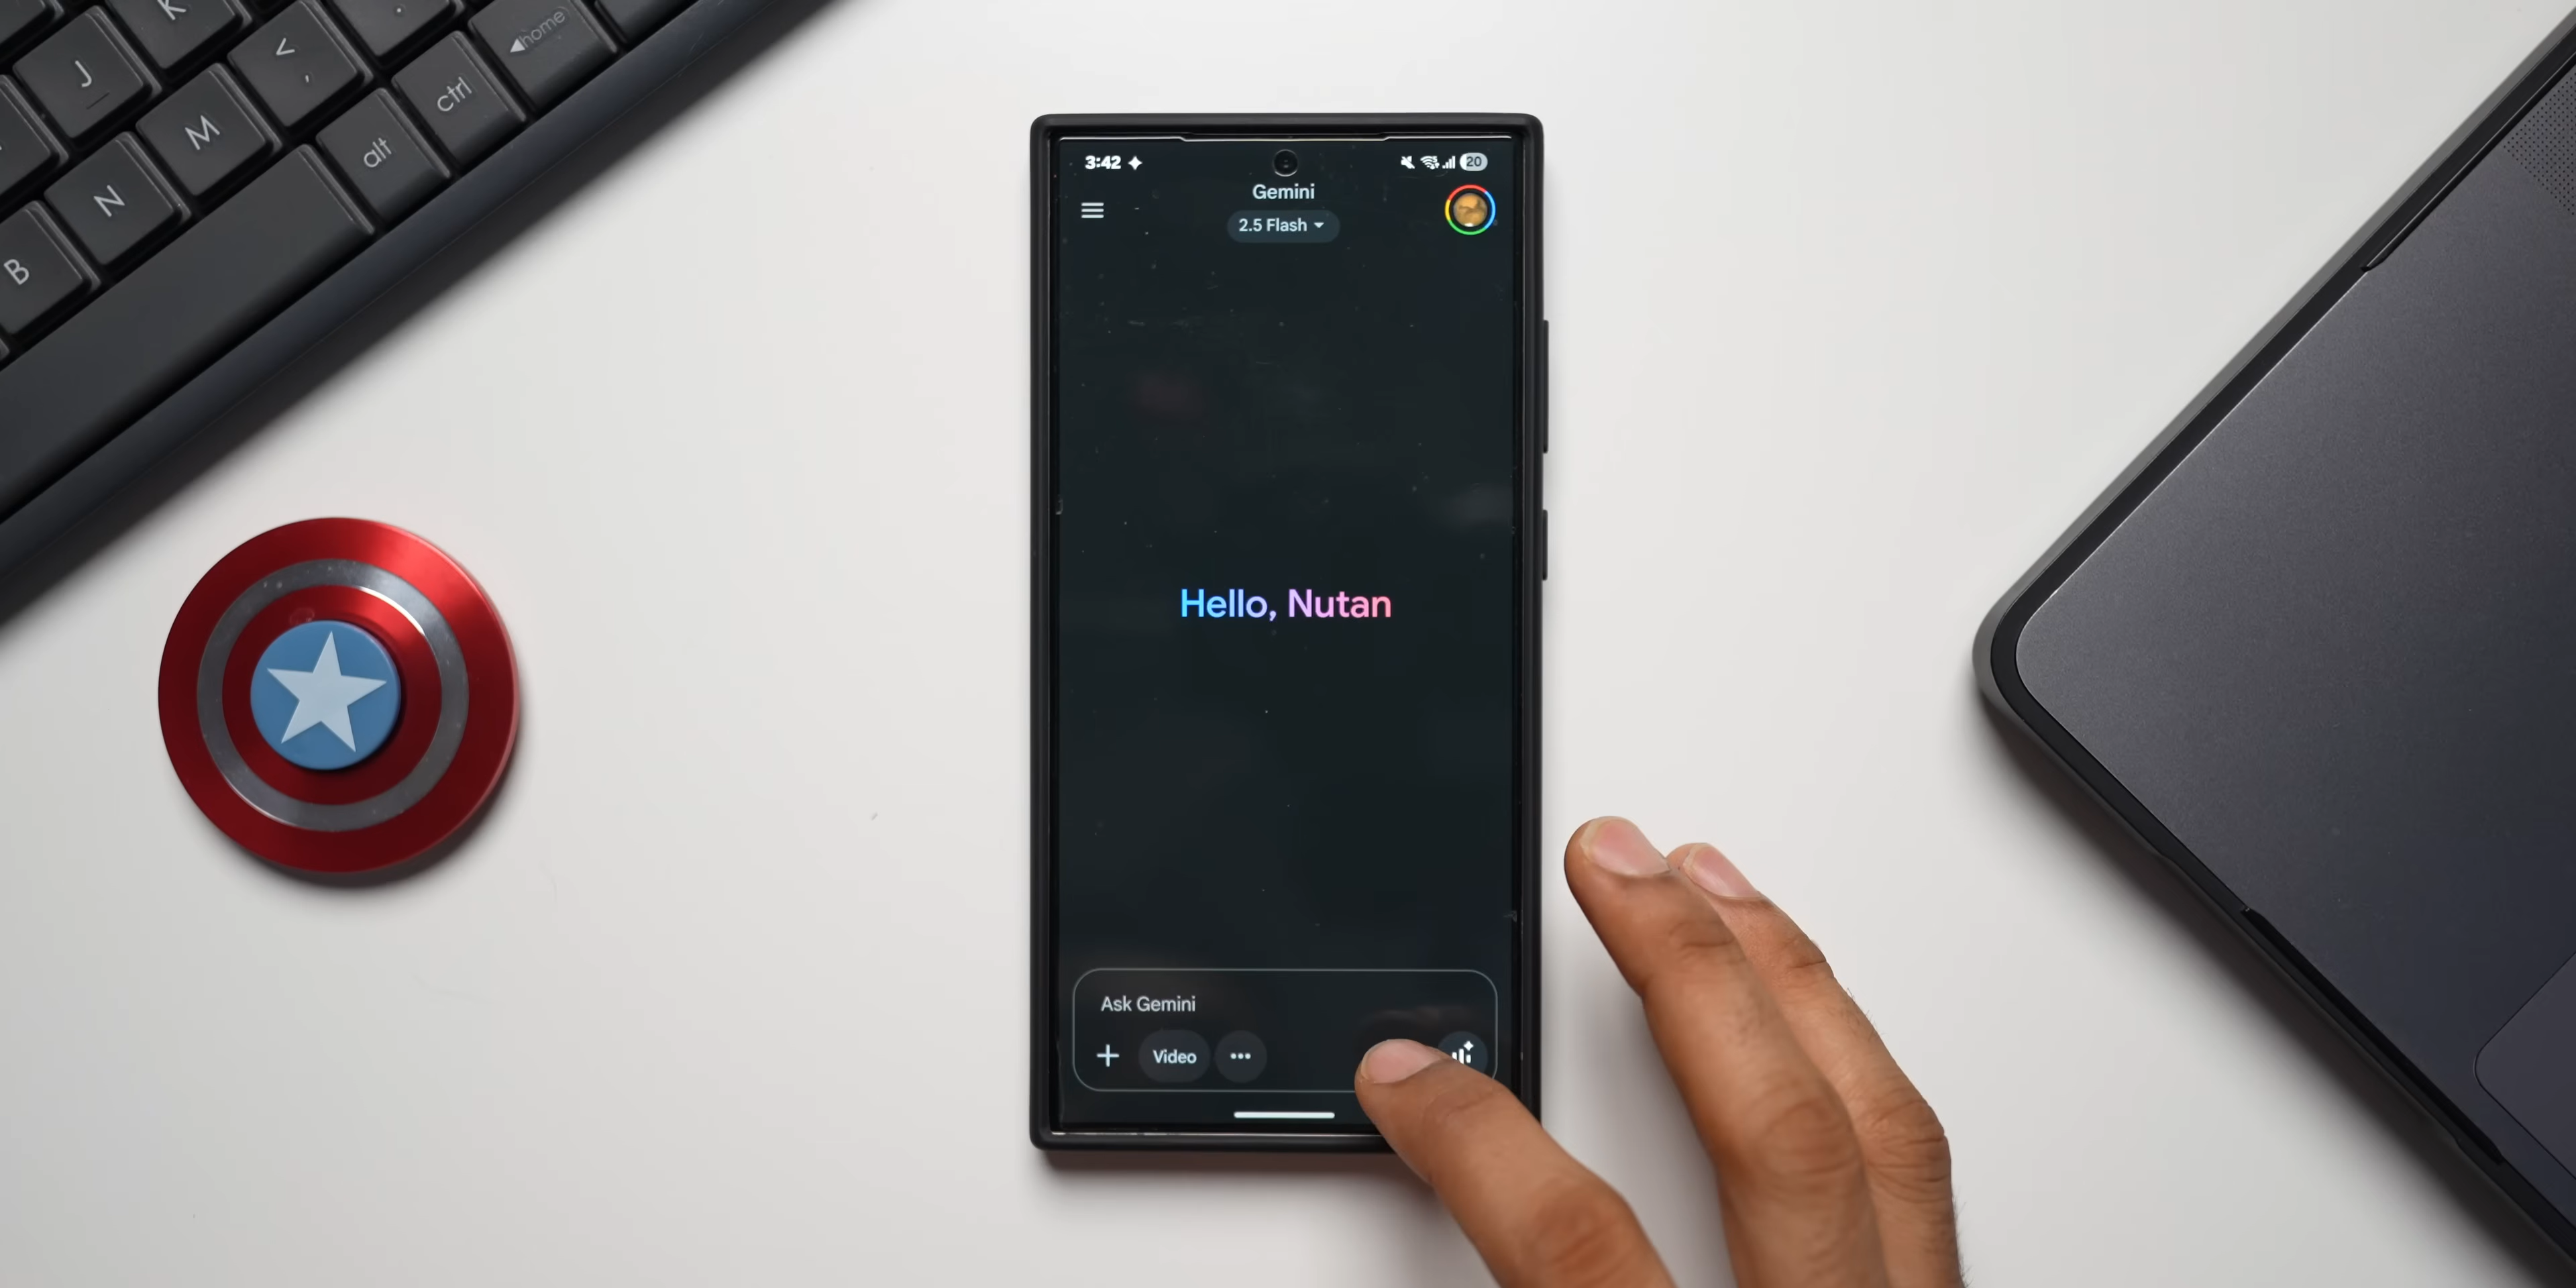 K
J
<
,
◀home
M
ctrl
N
alt
B
3:42
20
Gemini
2.5 Flash
Hello, Nutan
Ask Gemini
Video